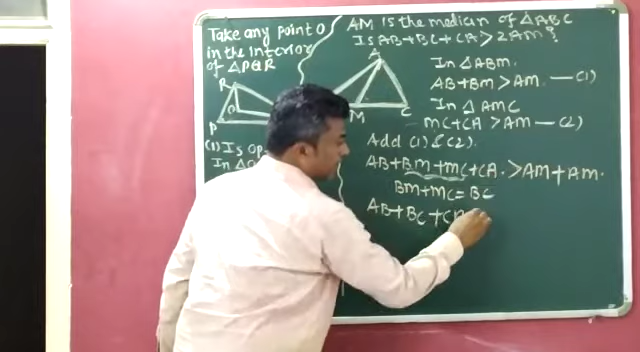 Take any point O
in the Interior
of △PQR
R
O
P
(1) Is OP
In △O
AM is the median of △ABC
Is AB+BC+CA>2AM?
A
M
C
In △ABM.
AB+BM>AM. —(1)
In △AMC
MC+CA>AM—(2)
Add (1) & (2).
AB+BM+MC+CA.>AM+AM.
BM+MC=BC
AB+BC+CA